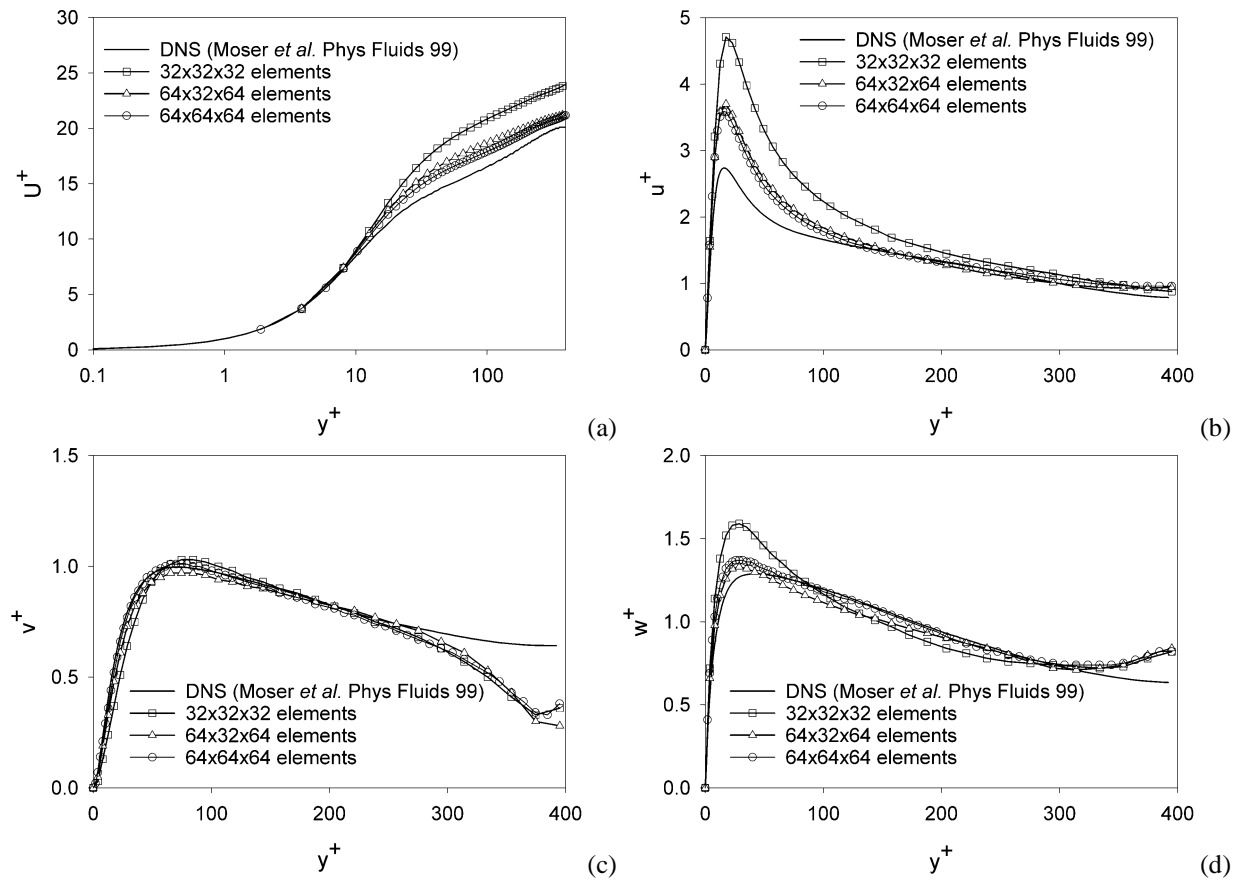 30
25
20
15
10
5
0
0.1
1
10
100
U+
y+
DNS (Moser et al. Phys Fluids 99)
32x32x32 elements
64x32x64 elements
64x64x64 elements
(a)
5
4
3
2
1
0
0
100
200
300
400
u+
y+
DNS (Moser et al. Phys Fluids 99)
32x32x32 elements
64x32x64 elements
64x64x64 elements
(b)
1.5
1.0
0.5
0.0
0
100
200
300
400
v+
y+
DNS (Moser et al. Phys Fluids 99)
32x32x32 elements
64x32x64 elements
64x64x64 elements
(c)
2.0
1.5
1.0
0.5
0.0
0
100
200
300
400
w+
y+
DNS (Moser et al. Phys Fluids 99)
32x32x32 elements
64x32x64 elements
64x64x64 elements
(d)